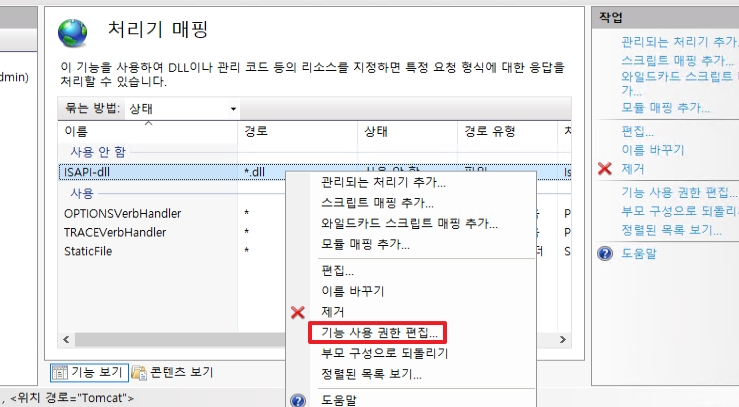 처리기 매핑
이 기능을 사용하여 DLL이나 관리 코드 등의 리소스를 지정하면 특정 요청 형식에 대한 응답을
처리할 수 있습니다.
dmin)
묶는 방법: 상태
이름 경로 상태 경로 유형
사용 안 함
ISAPI-dll *.dll
사용
OPTIONSVerbHandler *
TRACEVerbHandler *
StaticFile *
관리되는 처리기 추가...
스크립트 매핑 추가...
와일드카드 스크립트 매핑 추가...
모듈 매핑 추가...
편집...
이름 바꾸기
제거
기능 사용 권한 편집...
부모 구성으로 되돌리기
정렬된 목록 보기...
도움말
기능 보기 콘텐츠 보기
, <위치 경로="Tomcat">
작업
관리되는 처리기 추가
스크립트 매핑 추가...
와일드카드 스크립트 매
가...
모듈 매핑 추가...
편집...
이름 바꾸기
제거
기능 사용 권한 편집...
부모 구성으로 되돌리
정렬된 목록 보기...
도움말